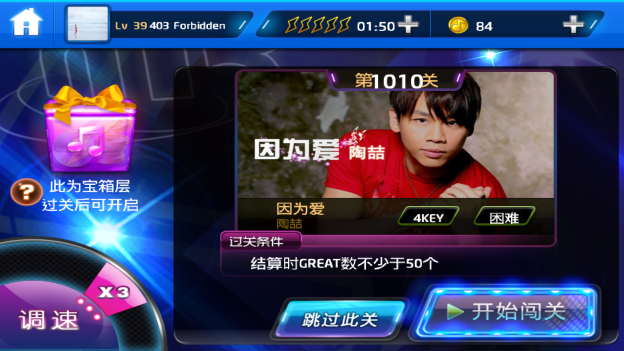 Lv 39 403 Forbidden
01:50
84
第1010关
因为爱 陶喆
此为宝箱层
过关后可开启
因为爱
陶喆
4KEY
困难
过关条件
结算时GREAT数不少于50个
X3
调速
跳过此关
开始闯关